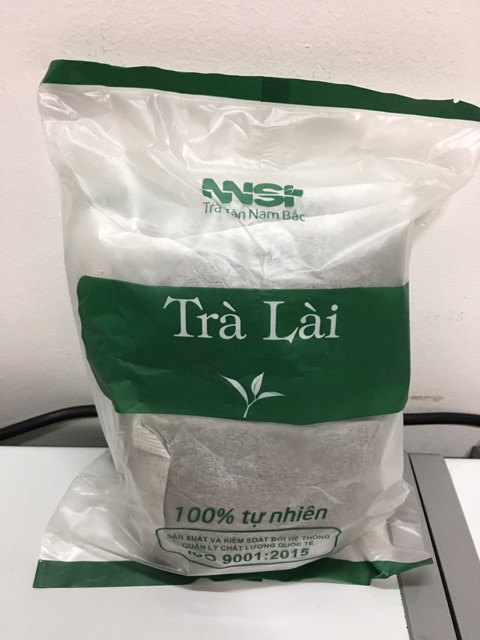 Trà Tân Nam Bắc
Trà Lài
100% tự nhiên
SẢN XUẤT VÀ KIỂM SOÁT BỞI HỆ THỐNG
QUẢN LÝ CHẤT LƯỢNG QUỐC TẾ
ISO 9001:2015